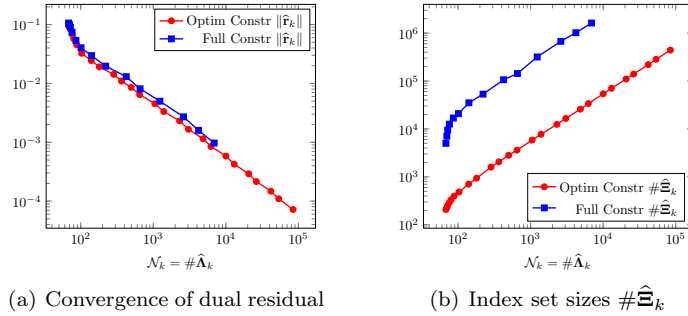 10^{-1}
10^{-2}
10^{-3}
10^{-4}
10^2
10^3
10^4
10^5
Optim Constr ‖r̂_k‖
Full Constr ‖r̂_k‖
𝒩_k = #Λ̂_k
(a) Convergence of dual residual
10^6
10^5
10^4
10^3
10^2
10^2
10^3
10^4
10^5
Optim Constr #Ξ̂_k
Full Constr #Ξ̂_k
𝒩_k = #Λ̂_k
(b) Index set sizes #Ξ̂_k